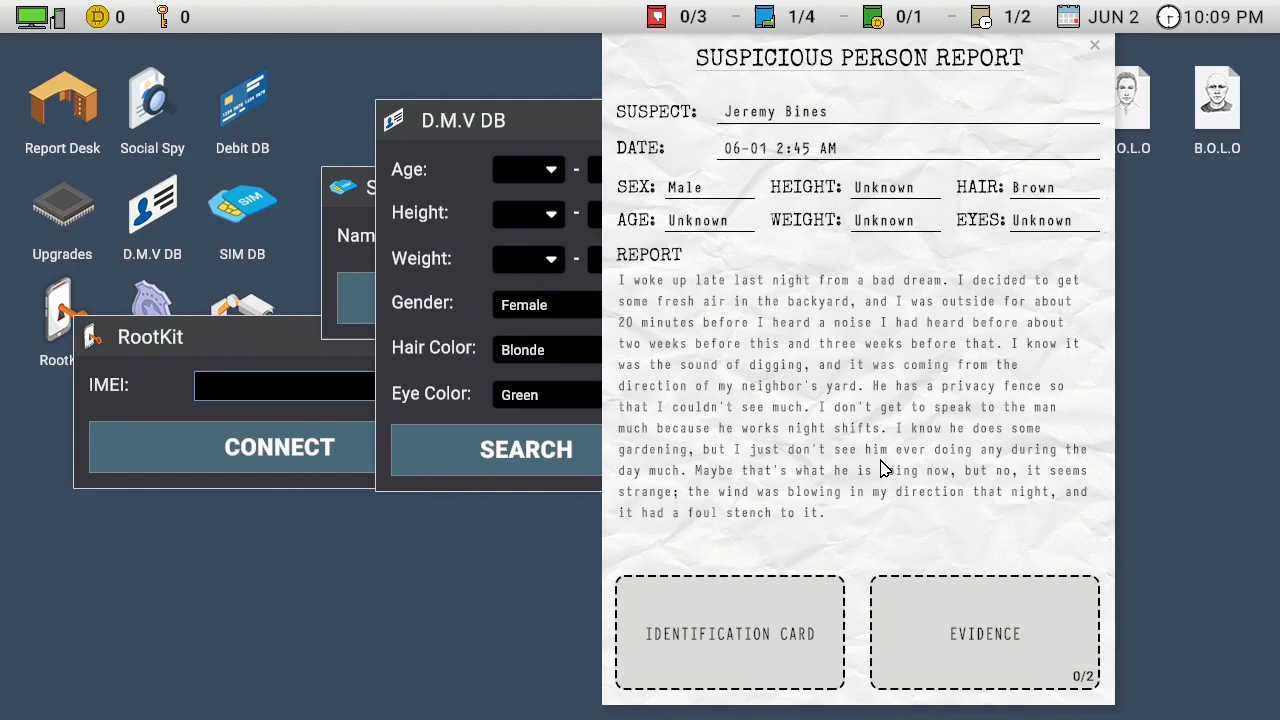 0
0
0/3
1/4
0/1
1/2
JUN 2
10:09 PM
Report Desk
Social Spy
Debit DB
Upgrades
D.M.V DB
SIM DB
.O.L.O
B.O.L.O
RootKit
IMEI:
CONNECT
S
Nam
D.M.V DB
Age:
-
Height:
-
Weight:
-
Gender: Female
Hair Color: Blonde
Eye Color: Green
SEARCH
SUSPICIOUS PERSON REPORT
SUSPECT: Jeremy Bines
DATE: 06-01 2:45 AM
SEX: Male HEIGHT: Unknown HAIR: Brown
AGE: Unknown WEIGHT: Unknown EYES: Unknown
REPORT
I woke up late last night from a bad dream. I decided to get
some fresh air in the backyard, and I was outside for about
20 minutes before I heard a noise I had heard before about
two weeks before this and three weeks before that. I know it
was the sound of digging, and it was coming from the
direction of my neighbor's yard. He has a privacy fence so
that I couldn't see much. I don't get to speak to the man
much because he works night shifts. I know he does some
gardening, but I just don't see him ever doing any during the
day much. Maybe that's what he is ing now, but no, it seems
strange; the wind was blowing in my direction that night, and
it had a foul stench to it.
IDENTIFICATION CARD
EVIDENCE
0/2